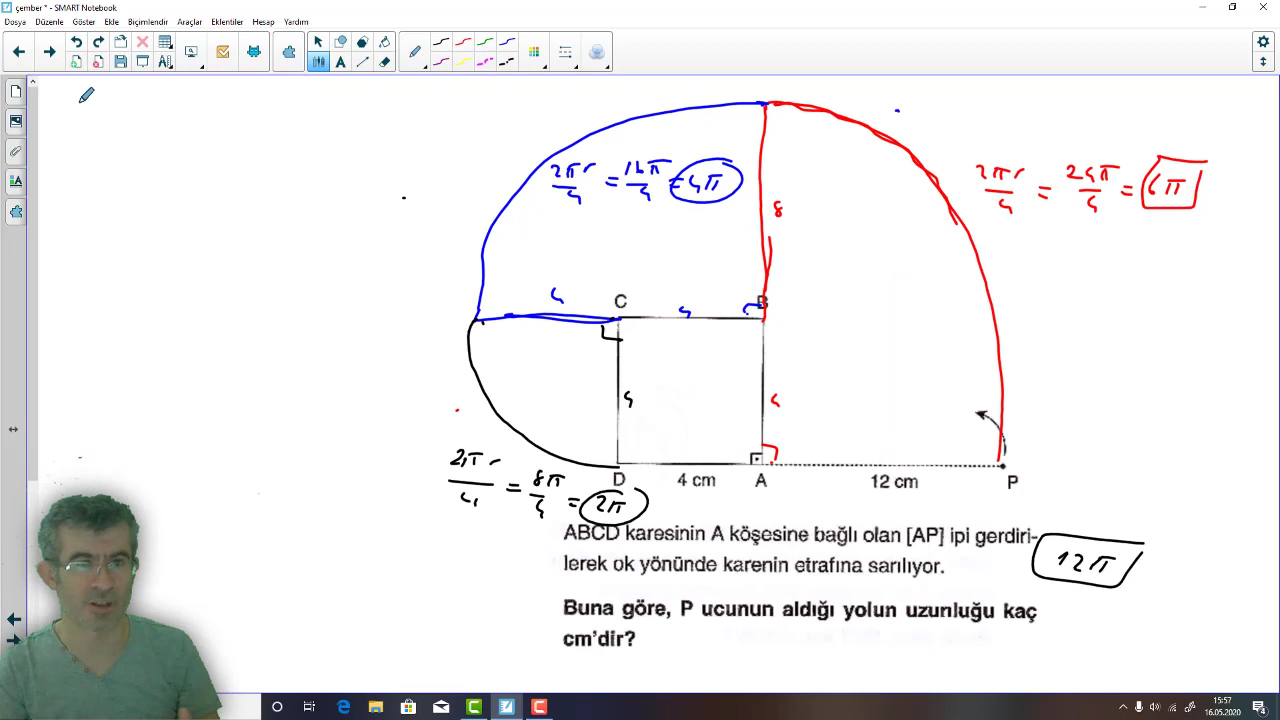 çember * - SMART Notebook
Dosya Düzenle Göster Ekle Biçimlendirici Araçlar Eklentiler Hesap Yardım
2πr/4 = 16π/4 = 4π
2πr/4 = 24π/4 = 6π
8
4
C
4
B
4
4
2πr/4 = 8π/4 = 2π
D
4 cm
A
12 cm
P
ABCD karesinin A köşesine bağlı olan [AP] ipi gerdiri-
lerek ok yönünde karenin etrafına sarılıyor.
12π
Buna göre, P ucunun aldığı yolun uzunluğu kaç
cm'dir?
15:57
16.05.2020